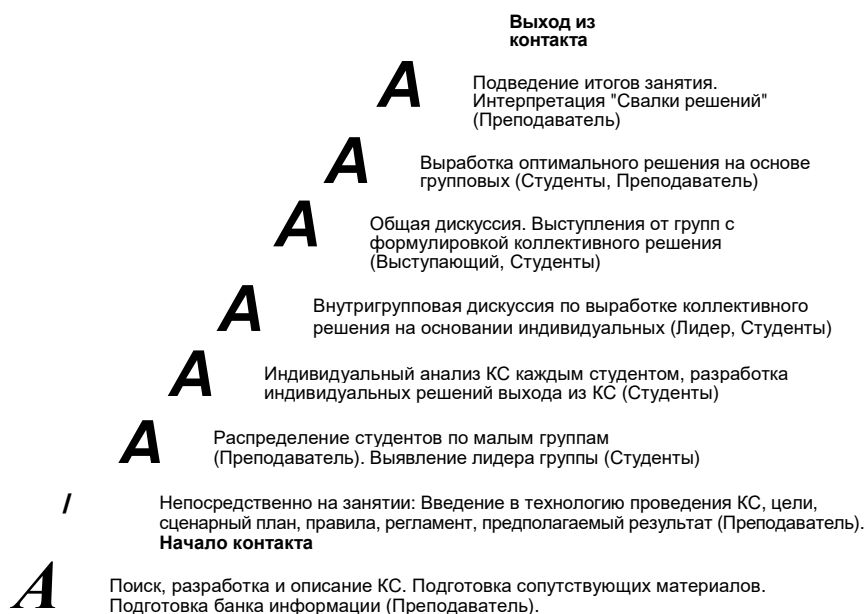 Выход из
контакта
А Подведение итогов занятия.
Интерпретация "Свалки решений"
(Преподаватель)
А Выработка оптимального решения на основе
групповых (Студенты, Преподаватель)
А Общая дискуссия. Выступления от групп с
формулировкой коллективного решения
(Выступающий, Студенты)
А Внутригрупповая дискуссия по выработке коллективного
решения на основании индивидуальных (Лидер, Студенты)
А Индивидуальный анализ КС каждым студентом, разработка
индивидуальных решений выхода из КС (Студенты)
А Распределение студентов по малым группам
(Преподаватель). Выявление лидера группы (Студенты)
/ Непосредственно на занятии: Введение в технологию проведения КС, цели,
сценарный план, правила, регламент, предполагаемый результат (Преподаватель).
Начало контакта
А Поиск, разработка и описание КС. Подготовка сопутствующих материалов.
Подготовка банка информации (Преподаватель).